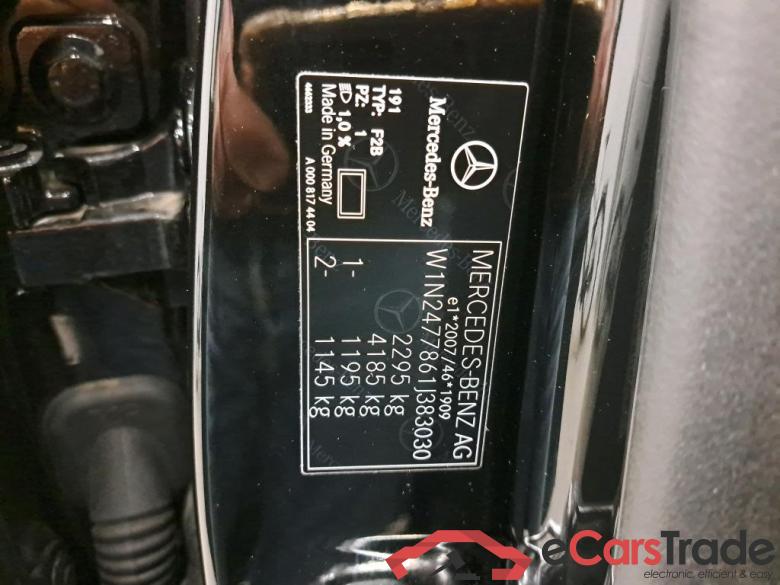 Mercedes-Benz
191
TYP: F2B
PZ: 1
1,0 %
Made in Germany
4462333
A 000 817 44 04
MERCEDES-BENZ AG
e1*2007/46*1909
W1N2477861J383030
2295 kg
4185 kg
1- 1195 kg
2- 1145 kg
eCarsTrade
electronic, efficient & easy